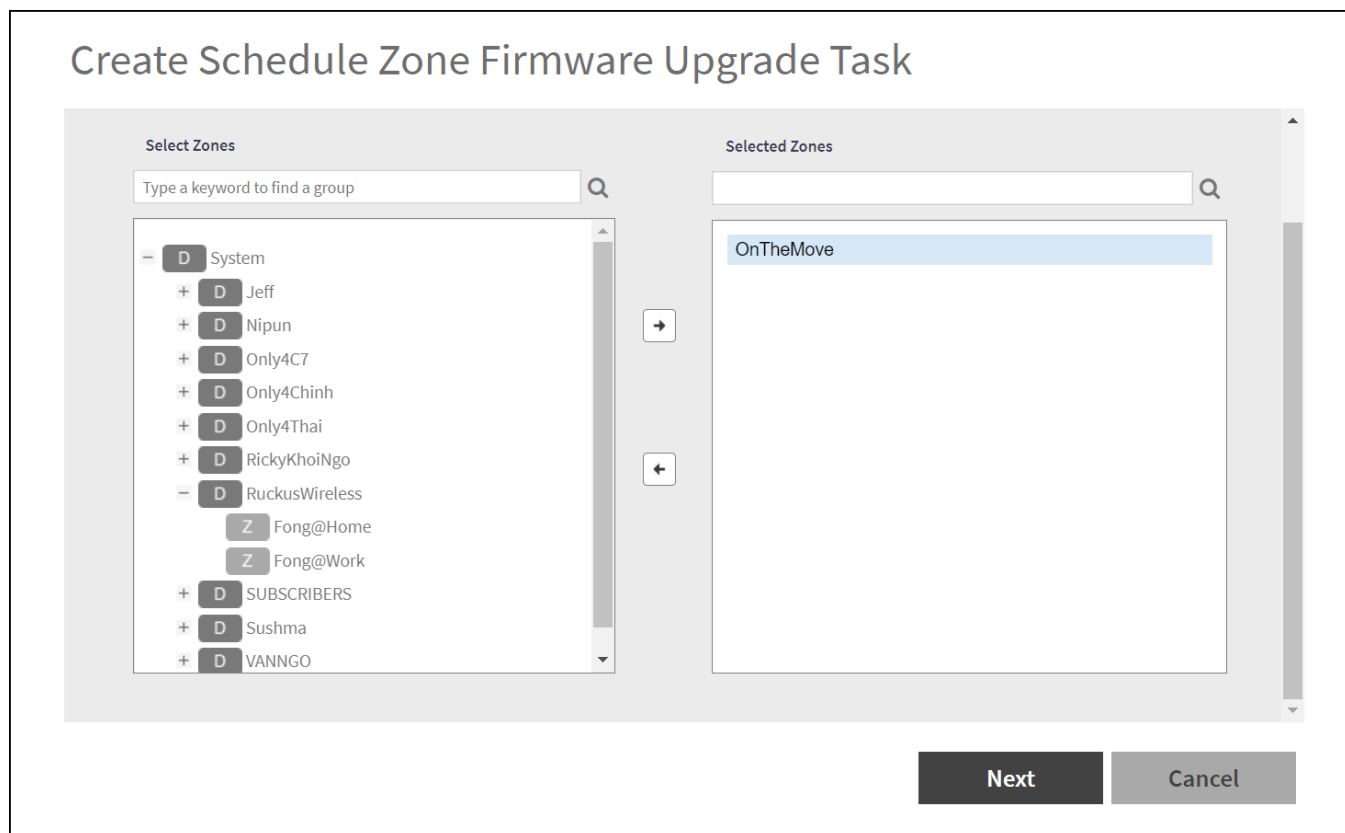 Create Schedule Zone Firmware Upgrade Task
Select Zones
Selected Zones
Type a keyword to find a group
OnTheMove
D System
D Jeff
D Nipun
D Only4C7
D Only4Chinh
D Only4Thai
D RickyKhoiNgo
D RuckusWireless
Z Fong@Home
Z Fong@Work
D SUBSCRIBERS
D Sushma
D VANNGO
Next
Cancel